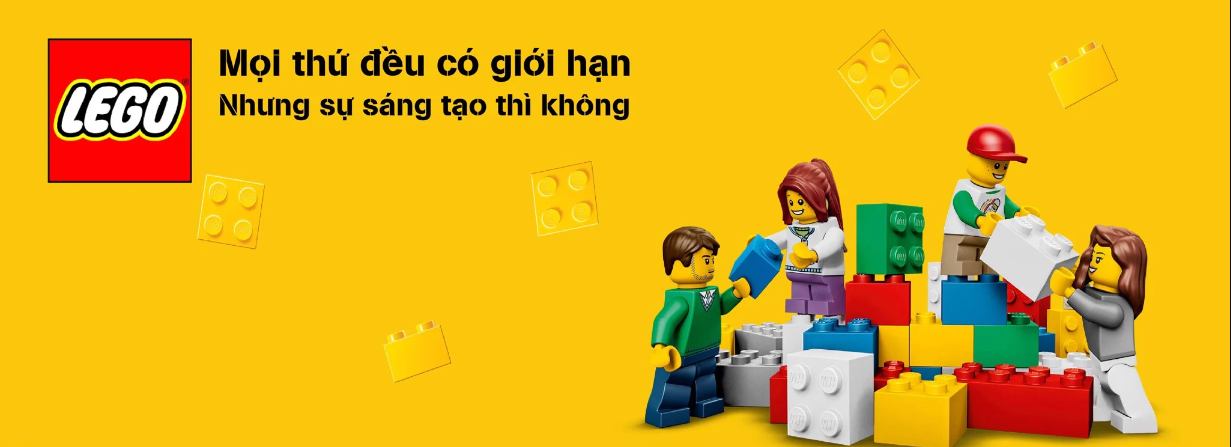 LEGO
Mọi thứ đều có giới hạn
Nhưng sự sáng tạo thì không